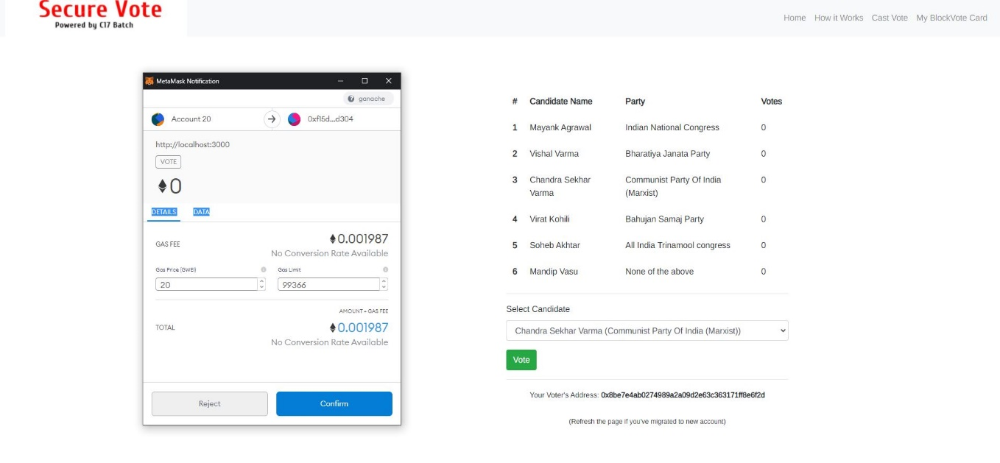 Secure Vote
Powered by C17 Batch
Home How it Works Cast Vote My BlockVote Card
MetaMask Notification
ganache
Account 20 0xf15d...d304
http://localhost:3000
VOTE
0
DETAILS DATA
GAS FEE 0.001987
No Conversion Rate Available
Gas Price (GWEI) Gas Limit
20 99366
AMOUNT + GAS FEE
TOTAL 0.001987
No Conversion Rate Available
Reject Confirm
# Candidate Name Party Votes
1 Mayank Agrawal Indian National Congress 0
2 Vishal Varma Bharatiya Janata Party 0
3 Chandra Sekhar Communist Party Of India 0
Varma (Marxist)
4 Virat Kohili Bahujan Samaj Party 0
5 Soheb Akhtar All India Trinamool congress 0
6 Mandip Vasu None of the above 0
Select Candidate
Chandra Sekhar Varma (Communist Party Of India (Marxist))
Vote
Your Voter's Address: 0x8be7e4ab0274989a2a09d2e63c363171ff8e6f2d
(Refresh the page if you've migrated to new account)